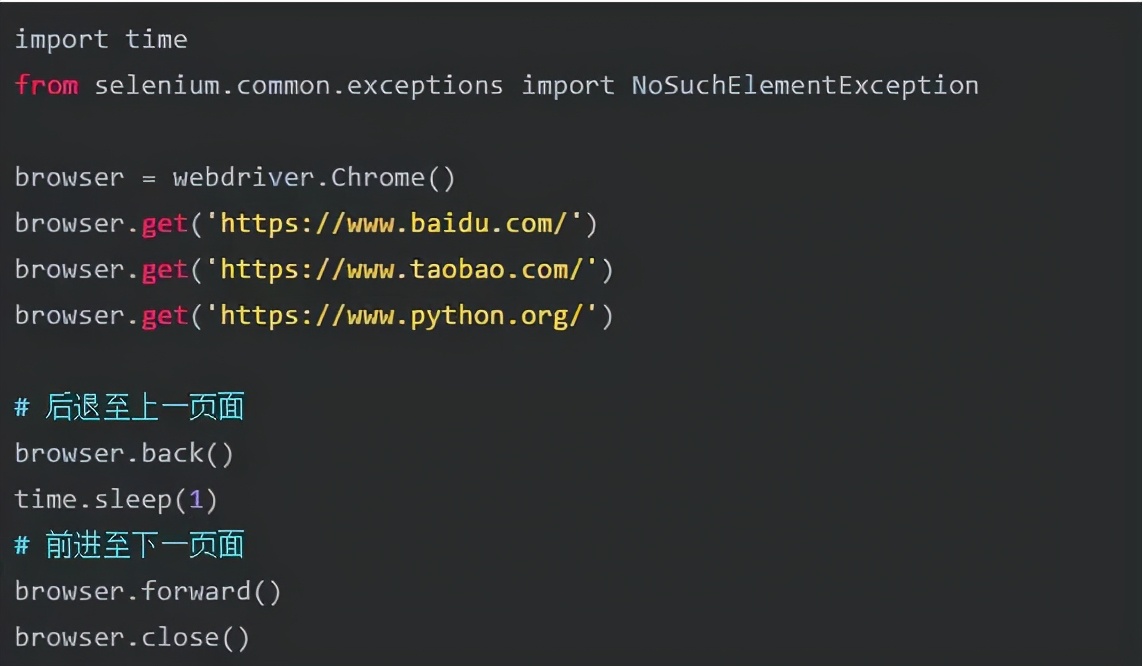 import time
from selenium.common.exceptions import NoSuchElementException
browser = webdriver.Chrome()
browser.get('https://www.baidu.com/')
browser.get('https://www.taobao.com/')
browser.get('https://www.python.org/')
# 后退至上一页面
browser.back()
time.sleep(1)
# 前进至下一页面
browser.forward()
browser.close()